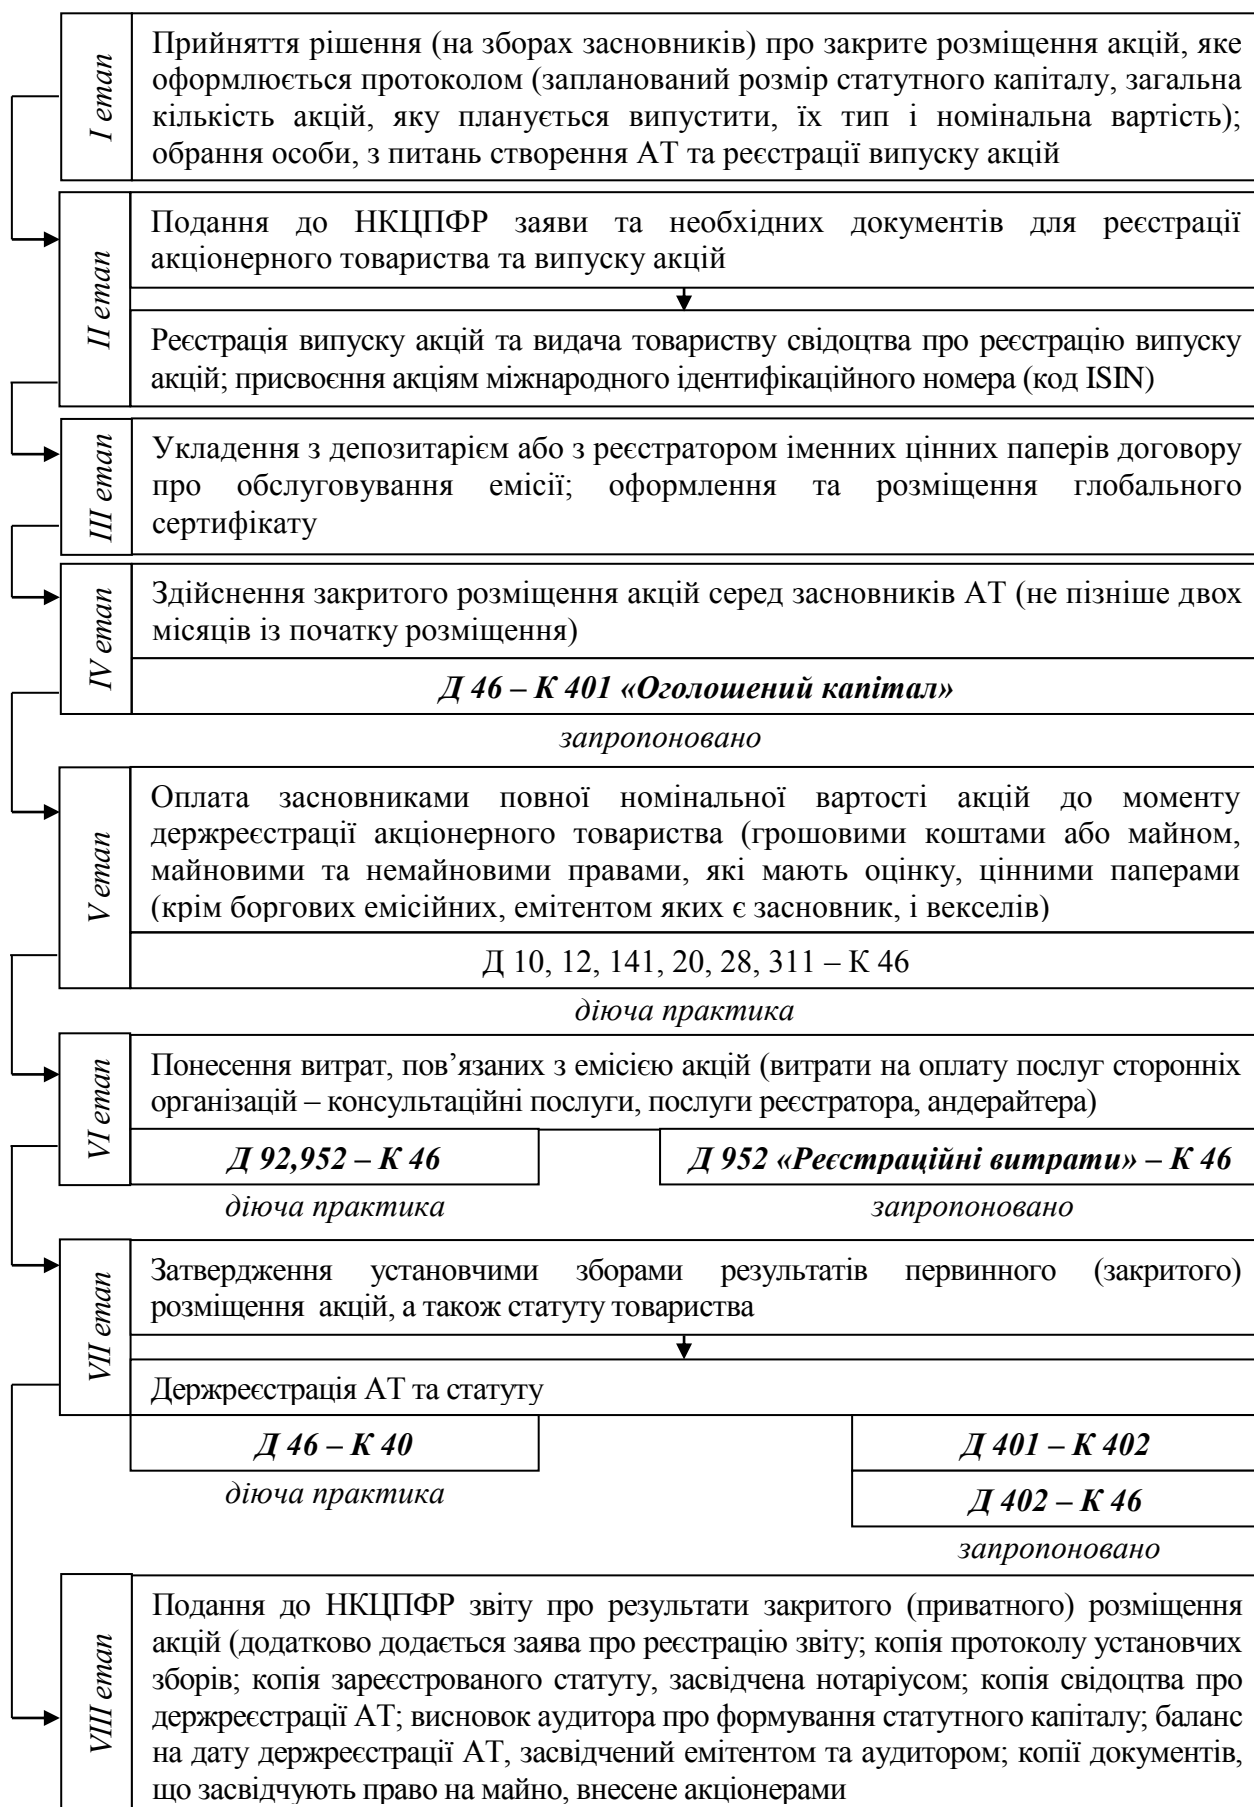 I етап
Прийняття рішення (на зборах засновників) про закрите розміщення акцій, яке
оформлюється протоколом (запланований розмір статутного капіталу, загальна
кількість акцій, яку планується випустити, їх тип і номінальна вартість);
обрання особи, з питань створення АТ та реєстрації випуску акцій
II етап
Подання до НКЦПФР заяви та необхідних документів для реєстрації
акціонерного товариства та випуску акцій
Реєстрація випуску акцій та видача товариству свідоцтва про реєстрацію випуску
акцій; присвоєння акціям міжнародного ідентифікаційного номера (код ISIN)
III етап
Укладення з депозитарієм або з реєстратором іменних цінних паперів договору
про обслуговування емісії; оформлення та розміщення глобального
сертифікату
IV етап
Здійснення закритого розміщення акцій серед засновників АТ (не пізніше двох
місяців із початку розміщення)
Д 46 – К 401 «Оголошений капітал»
запропоновано
V етап
Оплата засновниками повної номінальної вартості акцій до моменту
держреєстрації акціонерного товариства (грошовими коштами або майном,
майновими та немайновими правами, які мають оцінку, цінними паперами
(крім боргових емісійних, емітентом яких є засновник, і векселів)
Д 10, 12, 141, 20, 28, 311 – К 46
діюча практика
VI етап
Понесення витрат, пов’язаних з емісією акцій (витрати на оплату послуг сторонніх
організацій – консультаційні послуги, послуги реєстратора, андерайтера)
Д 92,952 – К 46
Д 952 «Реєстраційні витрати» – К 46
діюча практика
запропоновано
VII етап
Затвердження установчими зборами результатів первинного (закритого)
розміщення акцій, а також статуту товариства
Держреєстрація АТ та статуту
Д 46 – К 40
Д 401 – К 402
діюча практика
Д 402 – К 46
запропоновано
VIII етап
Подання до НКЦПФР звіту про результати закритого (приватного) розміщення
акцій (додатково додається заява про реєстрацію звіту; копія протоколу установчих
зборів; копія зареєстрованого статуту, засвідчена нотаріусом; копія свідоцтва про
держреєстрації АТ; висновок аудитора про формування статутного капіталу; баланс
на дату держреєстрації АТ, засвідчений емітентом та аудитором; копії документів,
що засвідчують право на майно, внесене акціонерами